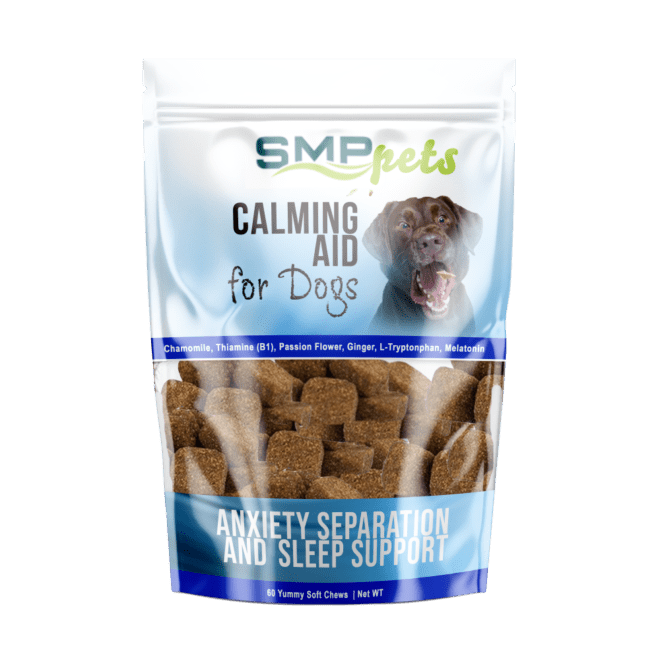 SMPpets
CALMING
AID
for Dogs
Chamomile, Thiamine (B1), Passion Flower, Ginger, L-Tryptonphan, Melatonin
ANXIETY SEPARATION
AND SLEEP SUPPORT
60 Yummy Soft Chews | Net WT